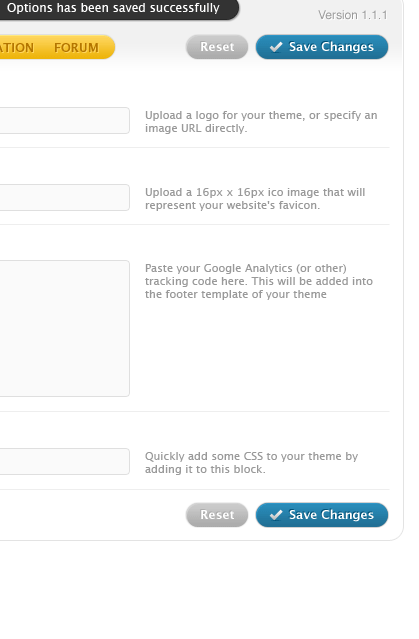 Options has been saved successfully
Version 1.1.1
ATION FORUM
Reset
Save Changes
Upload a logo for your theme, or specify an
image URL directly.
Upload a 16px x 16px ico image that will
represent your website's favicon.
Paste your Google Analytics (or other)
tracking code here. This will be added into
the footer template of your theme
Quickly add some CSS to your theme by
adding it to this block.
Reset
Save Changes